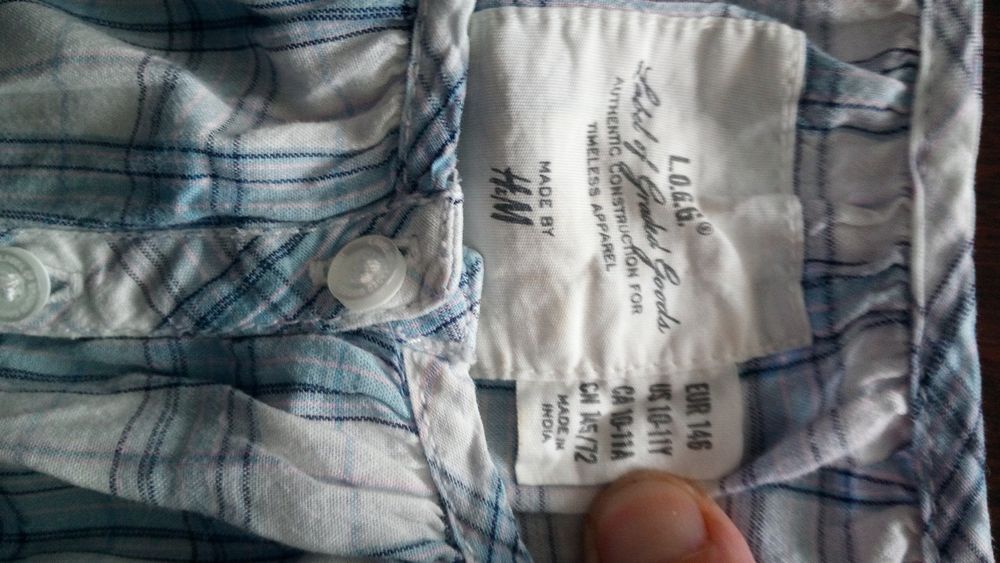 L.O.G.G.®
Label of Graded Goods
AUTHENTIC CONSTRUCTION FOR
TIMELESS APPAREL
MADE BY
H&M
EUR 146
US 10-11Y
CA 10-11A
CN 145/72
MADE IN
INDIA